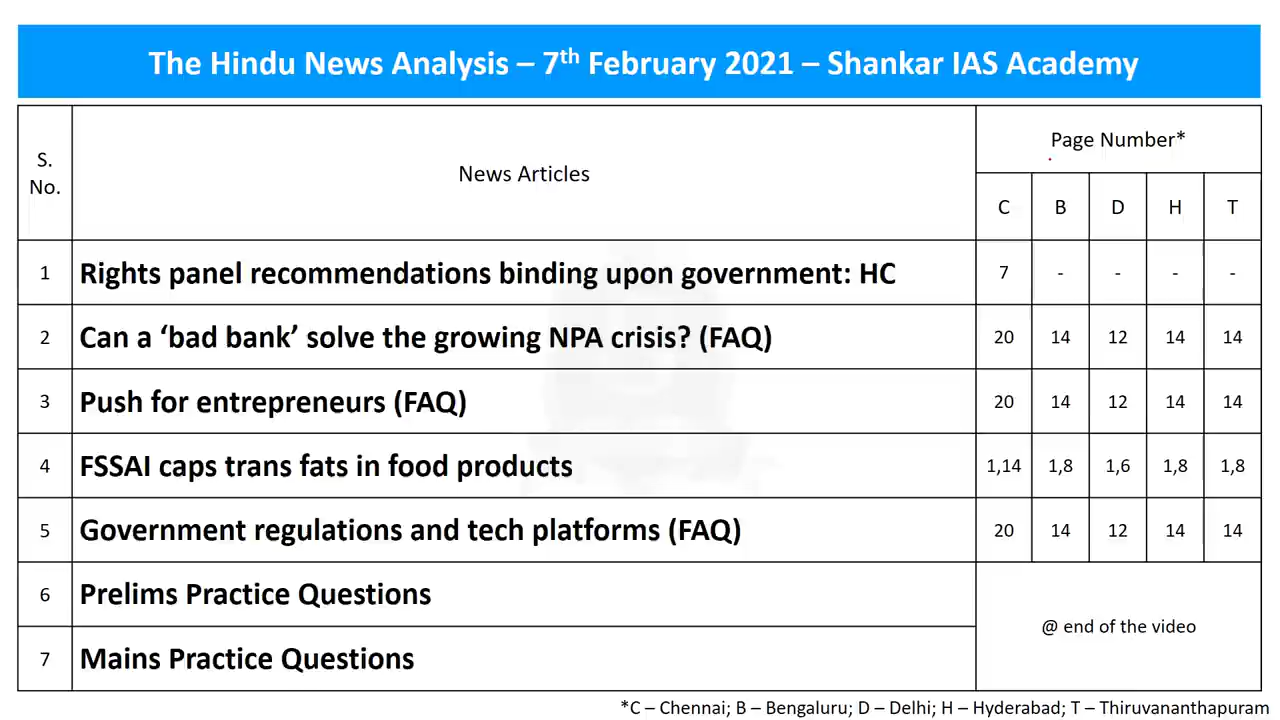 The Hindu News Analysis – 7th February 2021 – Shankar IAS Academy
S. No. News Articles Page Number*
C B D H T
1 Rights panel recommendations binding upon government: HC 7 - - - -
2 Can a ‘bad bank’ solve the growing NPA crisis? (FAQ) 20 14 12 14 14
3 Push for entrepreneurs (FAQ) 20 14 12 14 14
4 FSSAI caps trans fats in food products 1,14 1,8 1,6 1,8 1,8
5 Government regulations and tech platforms (FAQ) 20 14 12 14 14
6 Prelims Practice Questions
@ end of the video
7 Mains Practice Questions
*C – Chennai; B – Bengaluru; D – Delhi; H – Hyderabad; T – Thiruvananthapuram